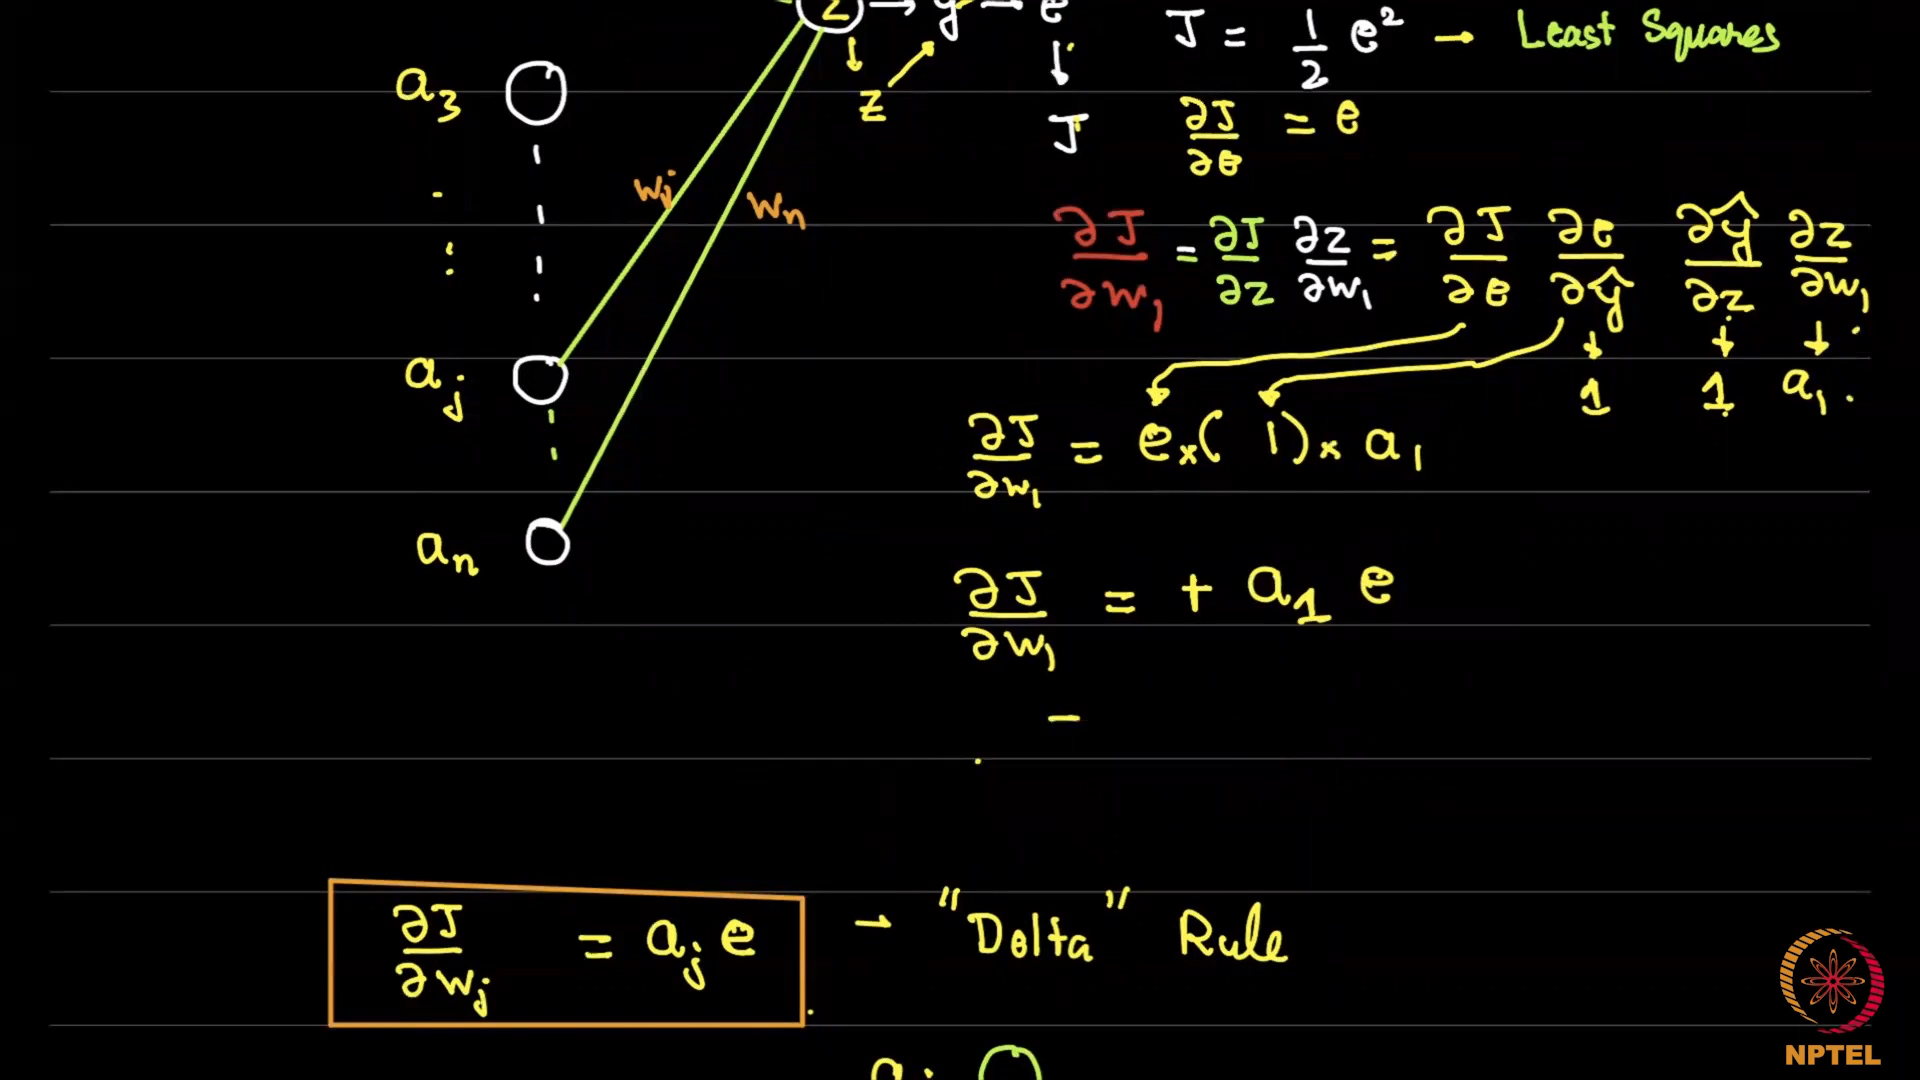 Σ → ŷ → e
J = 1/2 e² → Least Squares
a₃
z
J
∂J/∂e = e
wⱼ
wₙ
∂J/∂w₁ = ∂J/∂z ∂z/∂w₁ = ∂J/∂e ∂e/∂ŷ ∂ŷ/∂z ∂z/∂w₁
aⱼ
1 1 a₁.
∂J/∂w₁ = e × (1) × a₁
aₙ
∂J/∂w₁ = + a₁ e
∂J/∂wⱼ = aⱼ e → "Delta" Rule
NPTEL